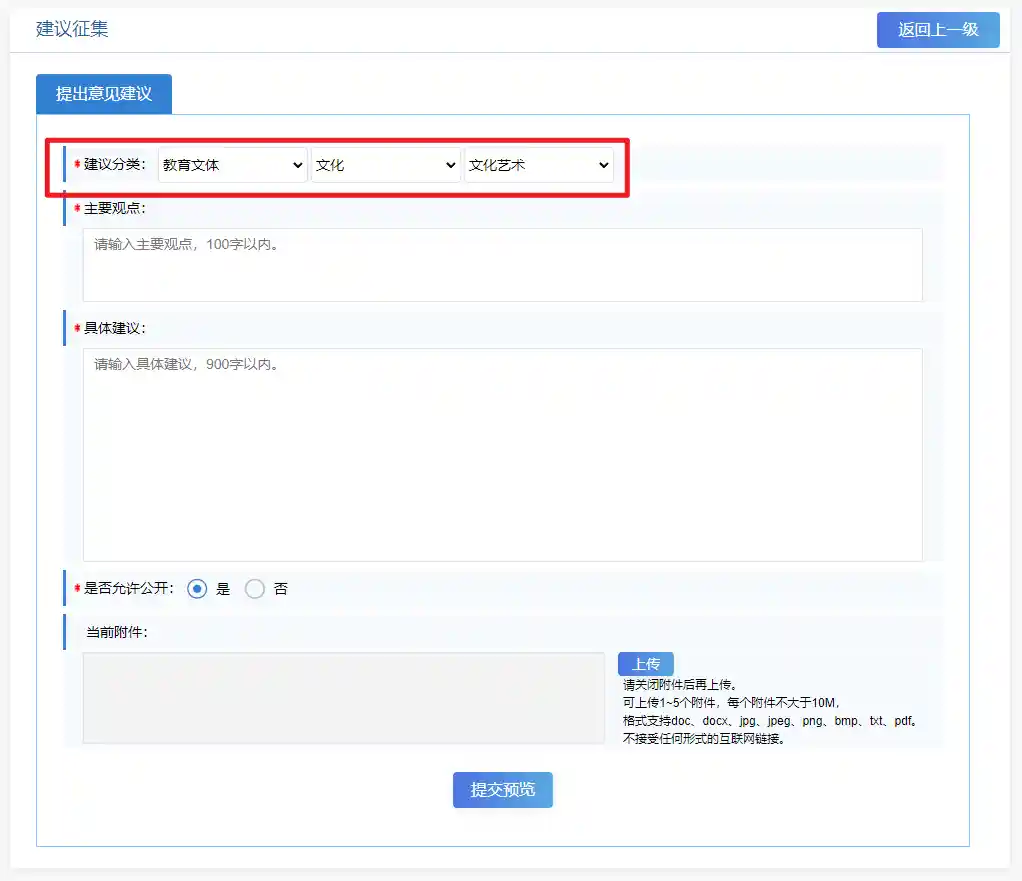 建议征集
返回上一级
提出意见建议
*建议分类： 教育文体 文化 文化艺术
*主要观点：
请输入主要观点，100字以内。
*具体建议：
请输入具体建议，900字以内。
*是否允许公开： 是 否
当前附件：
上传
请关闭附件后再上传。
可上传1~5个附件，每个附件不大于10M，
格式支持doc、docx、jpg、jpeg、png、bmp、txt、pdf。
不接受任何形式的互联网链接。
提交预览